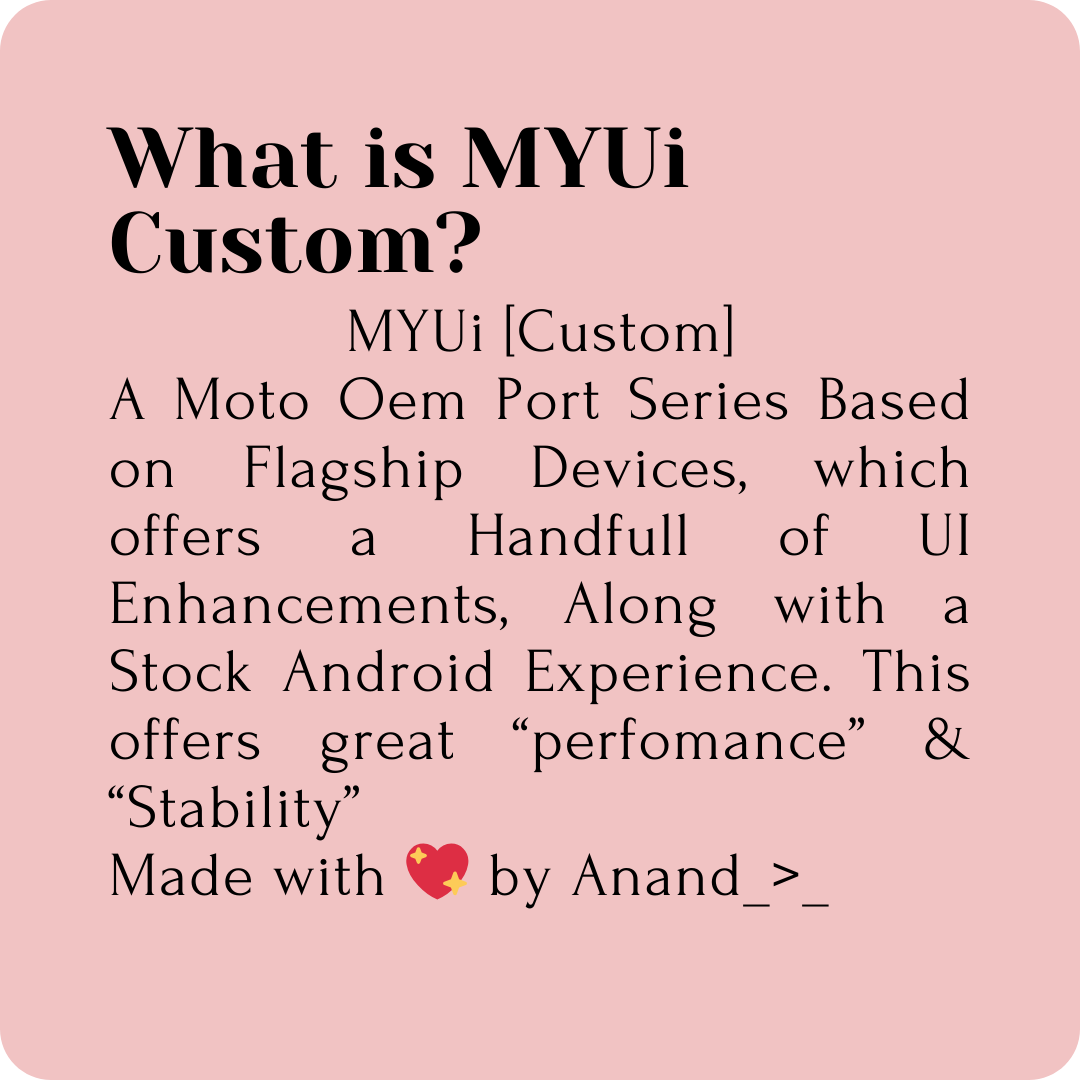 What is MYUi
Custom?
MYUi [Custom]
A Moto Oem Port Series Based
on Flagship Devices, which
offers a Handfull of UI
Enhancements, Along with a
Stock Android Experience. This
offers great “perfomance” &
“Stability”
Made with 💖 by Anand_>_